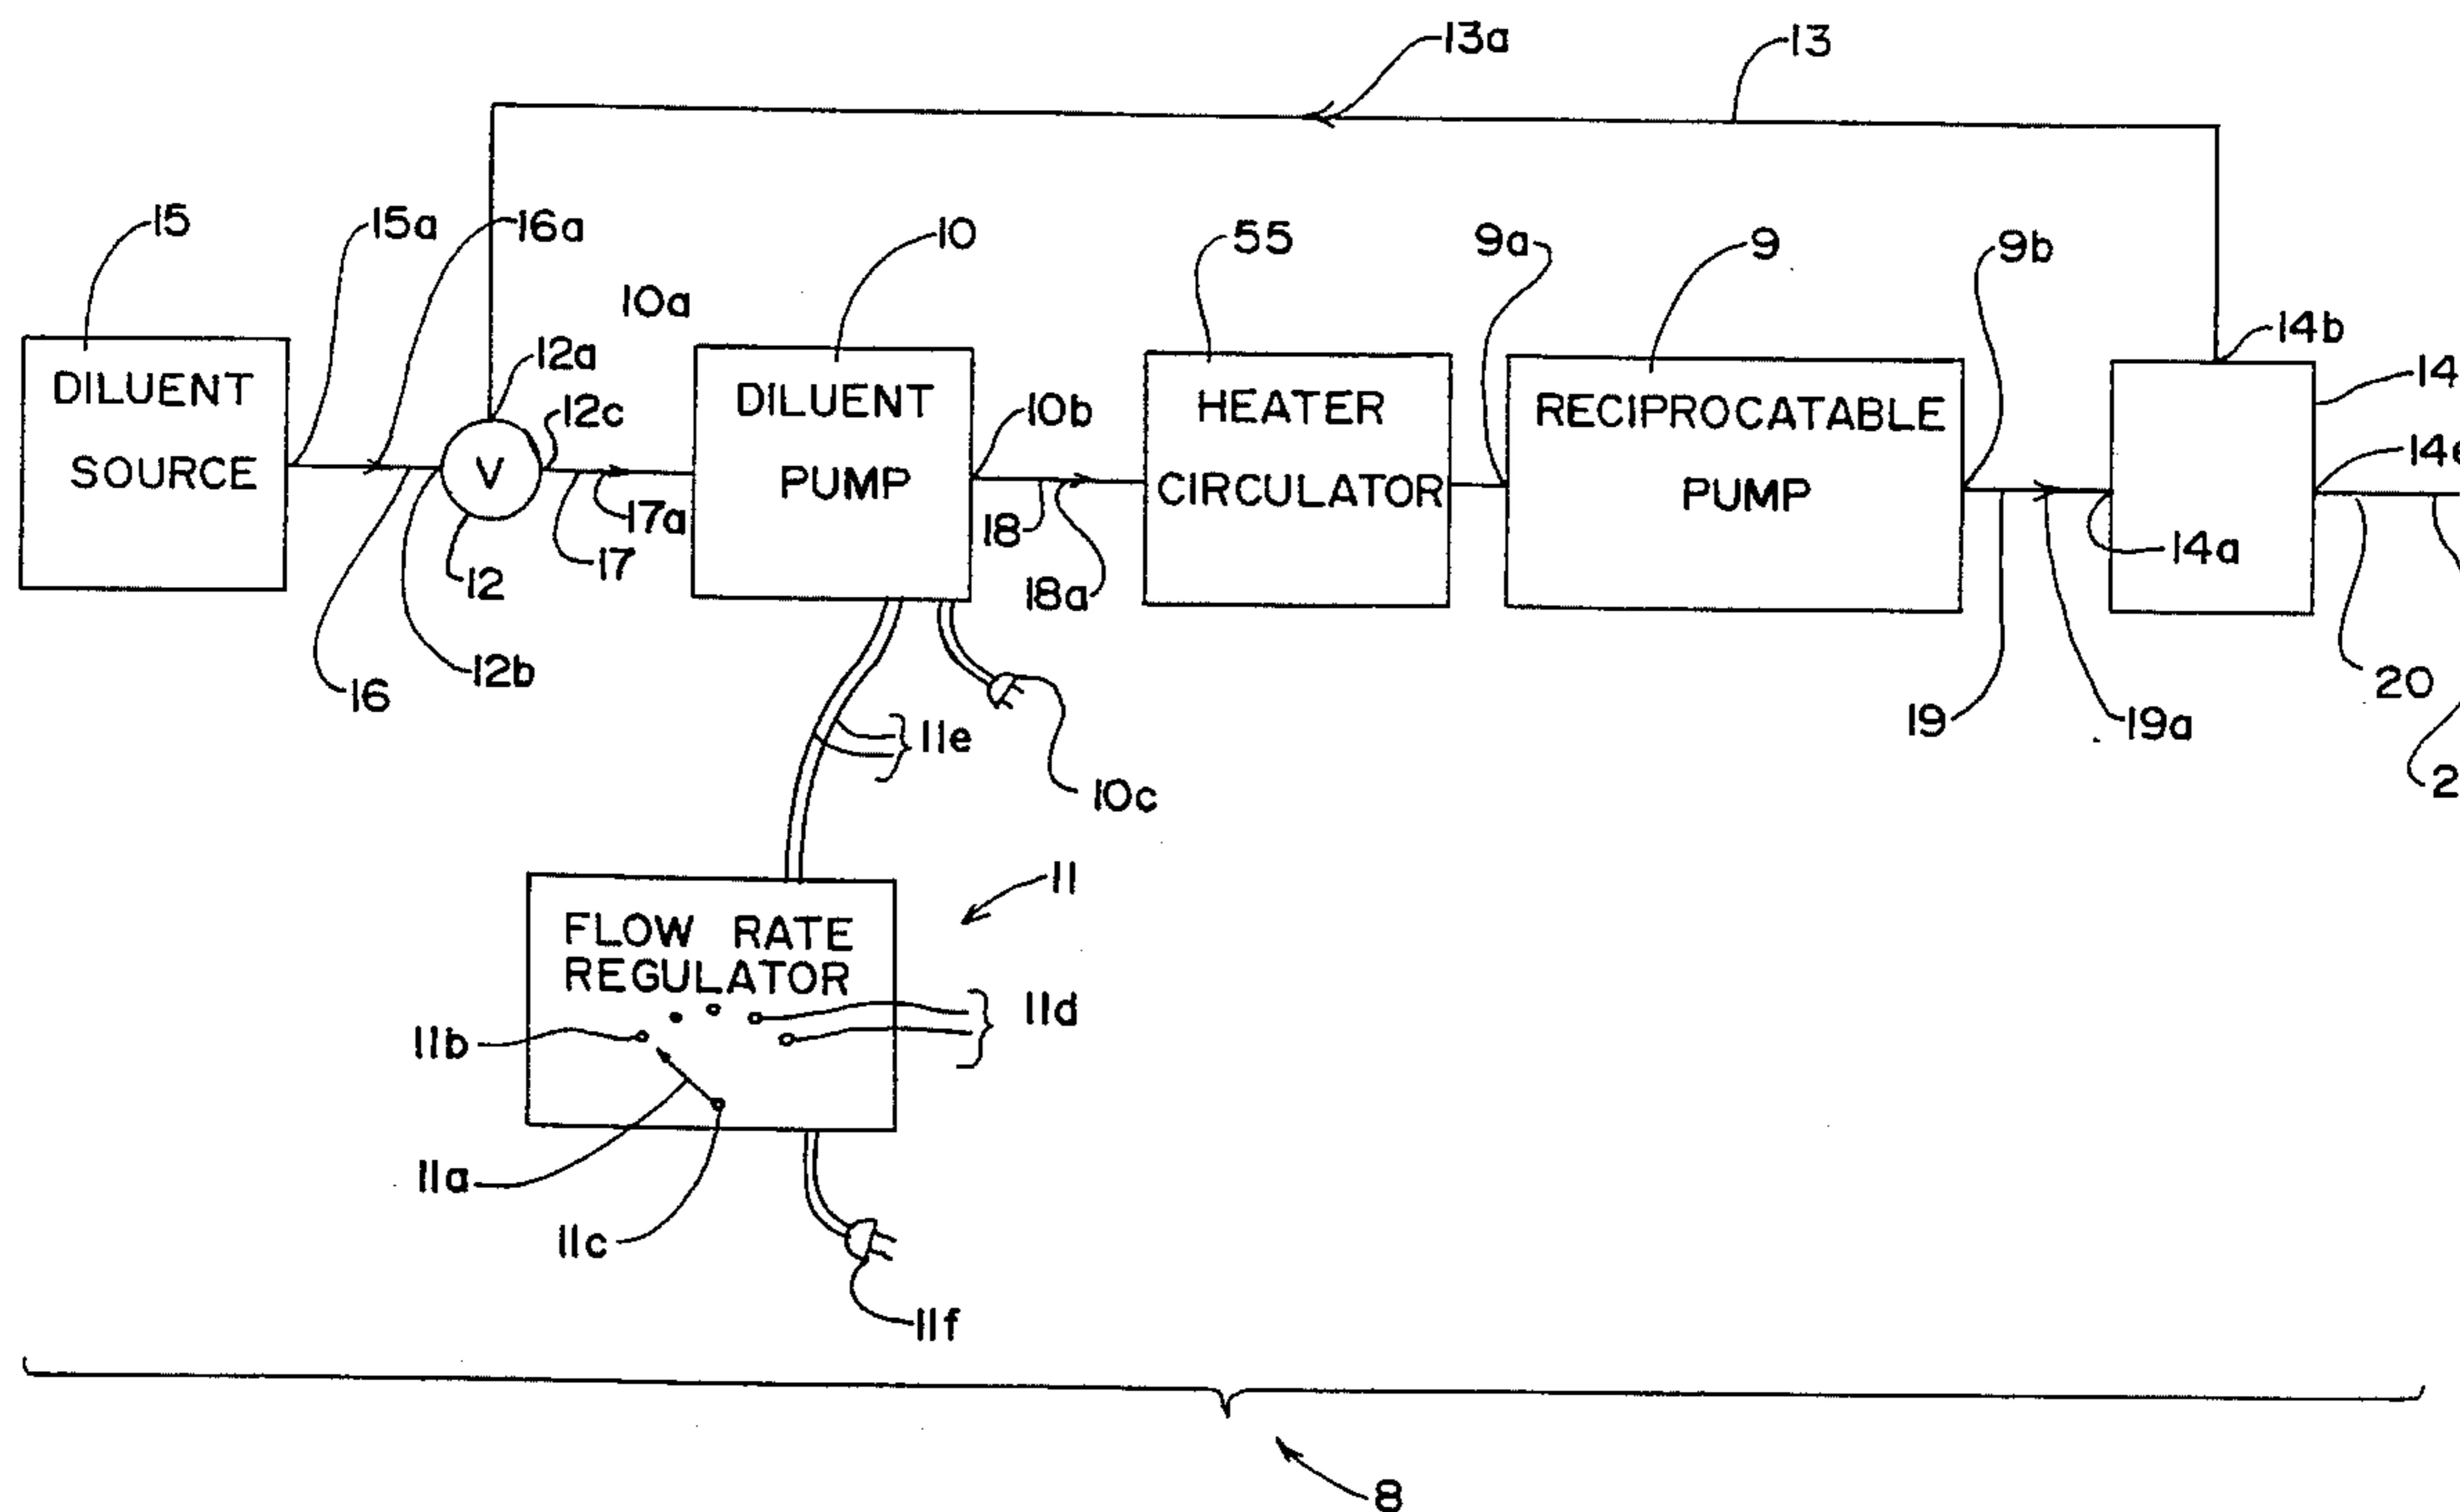 13a
13
15
15a
16a
10
55
9a
9
9b
10a
14b
12a
12c
10b
14
DILUENT
SOURCE
V
DILUENT
PUMP
HEATER
CIRCULATOR
RECIPROCATABLE
PUMP
17a
17
18
18a
14a
12
12b
16
20
19
19a
11e
10c
11
FLOW RATE
REGULATOR
11d
11b
11a
11c
11f
8